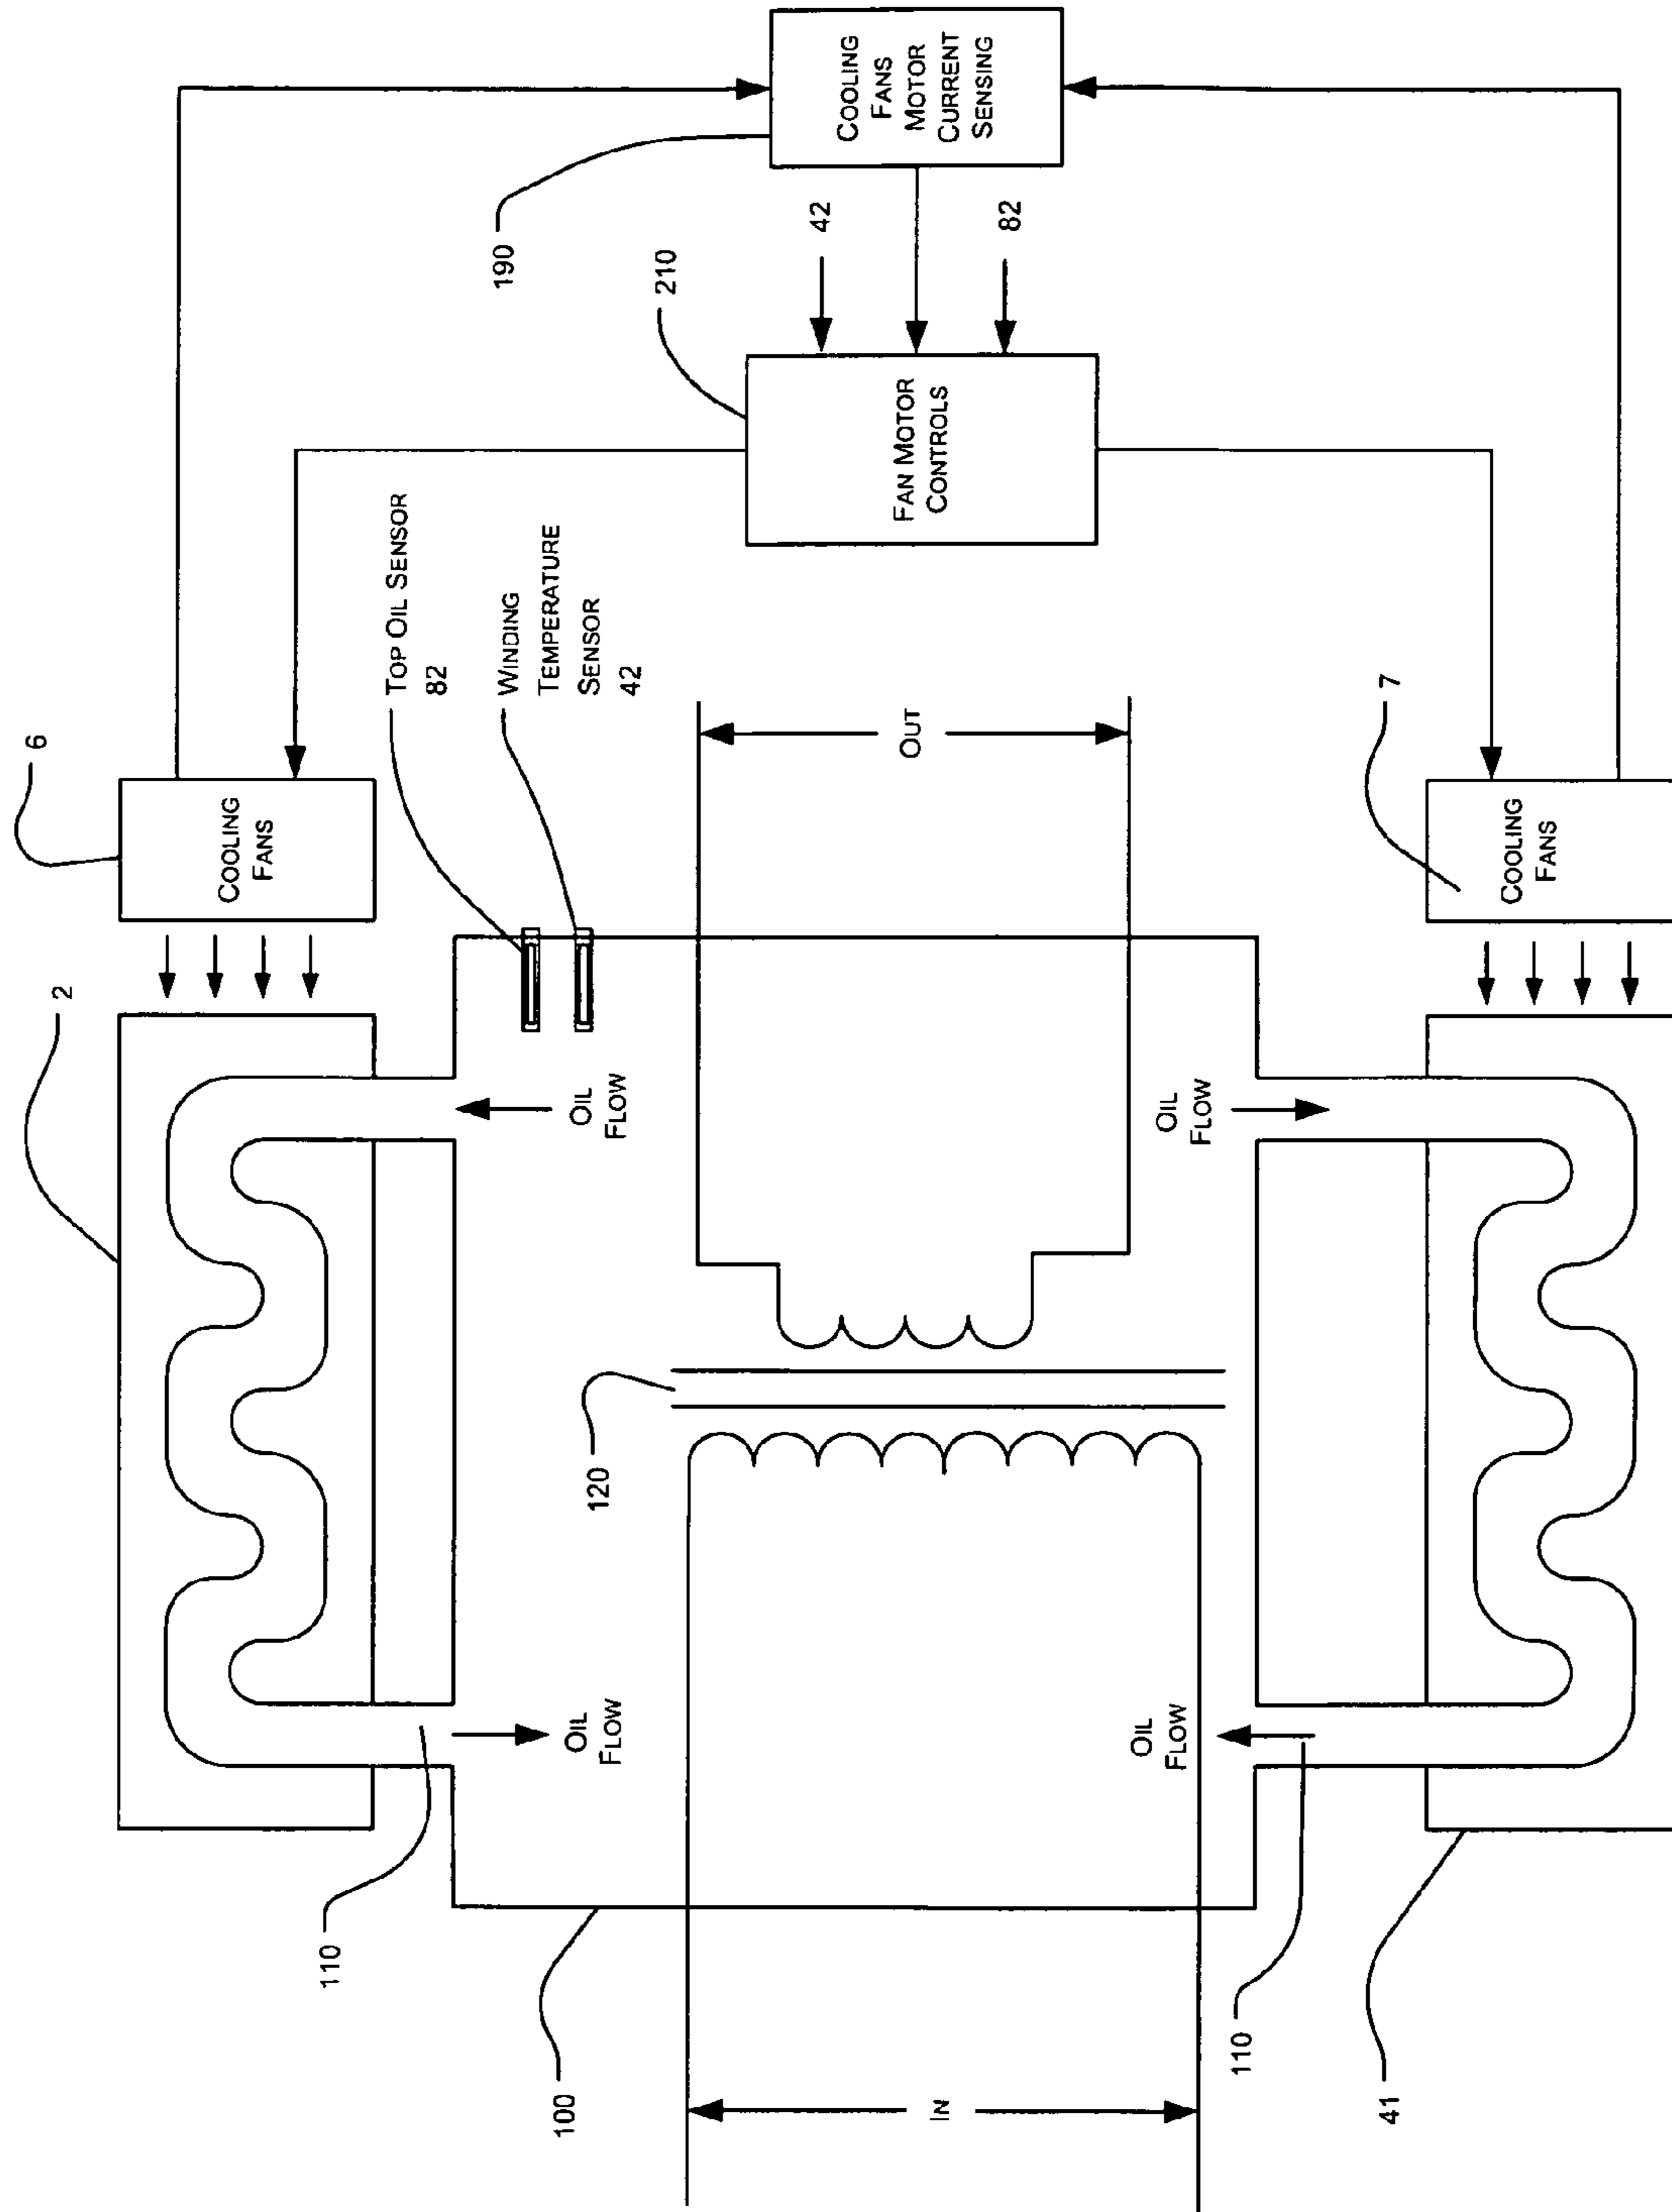 2
6
COOLING
FANS
110
TOP OIL SENSOR
82
WINDING
TEMPERATURE
SENSOR
42
190
100
OIL
FLOW
OIL
FLOW
120
210
42
COOLING
FANS
MOTOR
CURRENT
SENSING
FAN MOTOR
CONTROLS
OUT
IN
82
OIL
FLOW
OIL
FLOW
110
41
7
COOLING
FANS